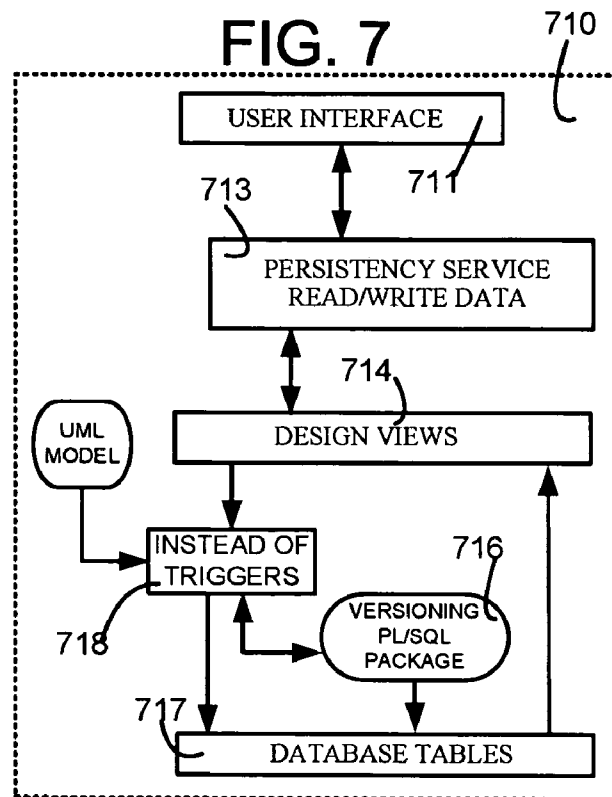 FIG. 7
710
USER INTERFACE
711
713
PERSISTENCY SERVICE
READ/WRITE DATA
714
DESIGN VIEWS
UML
MODEL
INSTEAD OF
TRIGGERS
718
716
VERSIONING
PL/SQL
PACKAGE
717
DATABASE TABLES